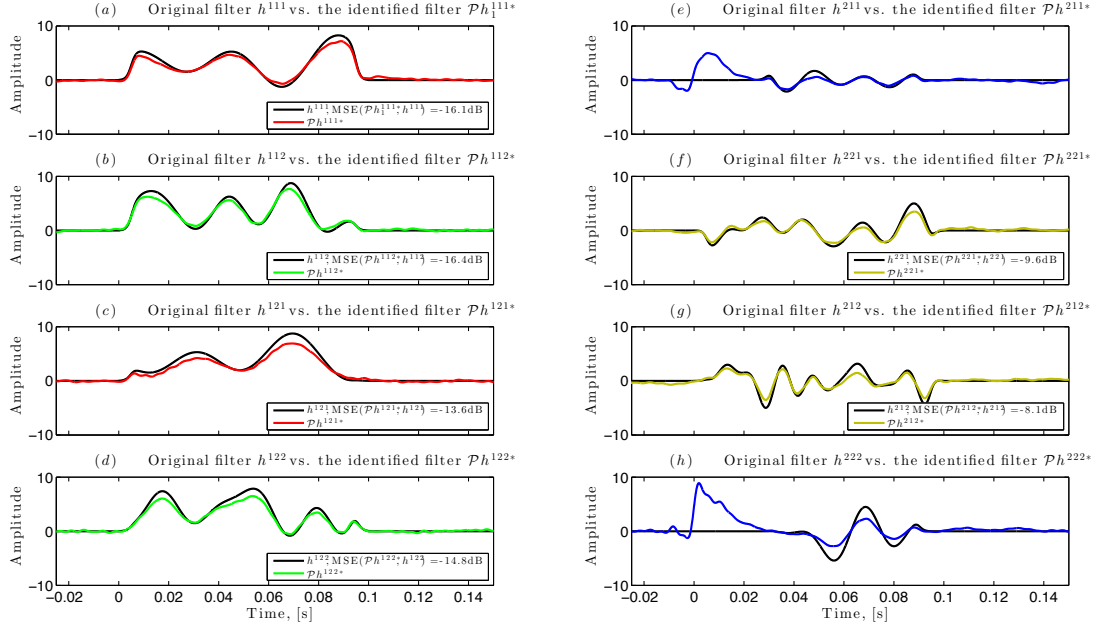 (a) Original filter h^111 vs. the identified filter 𝒫h_1^111*
Amplitude
10
0
−10
h^111, MSE(𝒫h_1^111*, h^111) =-16.1dB
𝒫h^111*
(b) Original filter h^112 vs. the identified filter 𝒫h^112*
Amplitude
10
0
−10
h^112, MSE(𝒫h^112*, h^112) =-16.4dB
𝒫h^112*
(c) Original filter h^121 vs. the identified filter 𝒫h^121*
Amplitude
10
0
−10
h^121, MSE(𝒫h^121*, h^121) =-13.6dB
𝒫h^121*
(d) Original filter h^122 vs. the identified filter 𝒫h^122*
Amplitude
10
0
−10
h^122, MSE(𝒫h^122*, h^122) =-14.8dB
𝒫h^122*
−0.02 0 0.02 0.04 0.06 0.08 0.1 0.12 0.14
Time, [s]
(e) Original filter h^211 vs. the identified filter 𝒫h^211*
Amplitude
10
0
−10
(f) Original filter h^221 vs. the identified filter 𝒫h^221*
Amplitude
10
0
−10
h^221, MSE(𝒫h^221*, h^221) =-9.6dB
𝒫h^221*
(g) Original filter h^212 vs. the identified filter 𝒫h^212*
Amplitude
10
0
−10
h^212, MSE(𝒫h^212*, h^212) =-8.1dB
𝒫h^212*
(h) Original filter h^222 vs. the identified filter 𝒫h^222*
Amplitude
10
0
−10
−0.02 0 0.02 0.04 0.06 0.08 0.1 0.12 0.14
Time, [s]